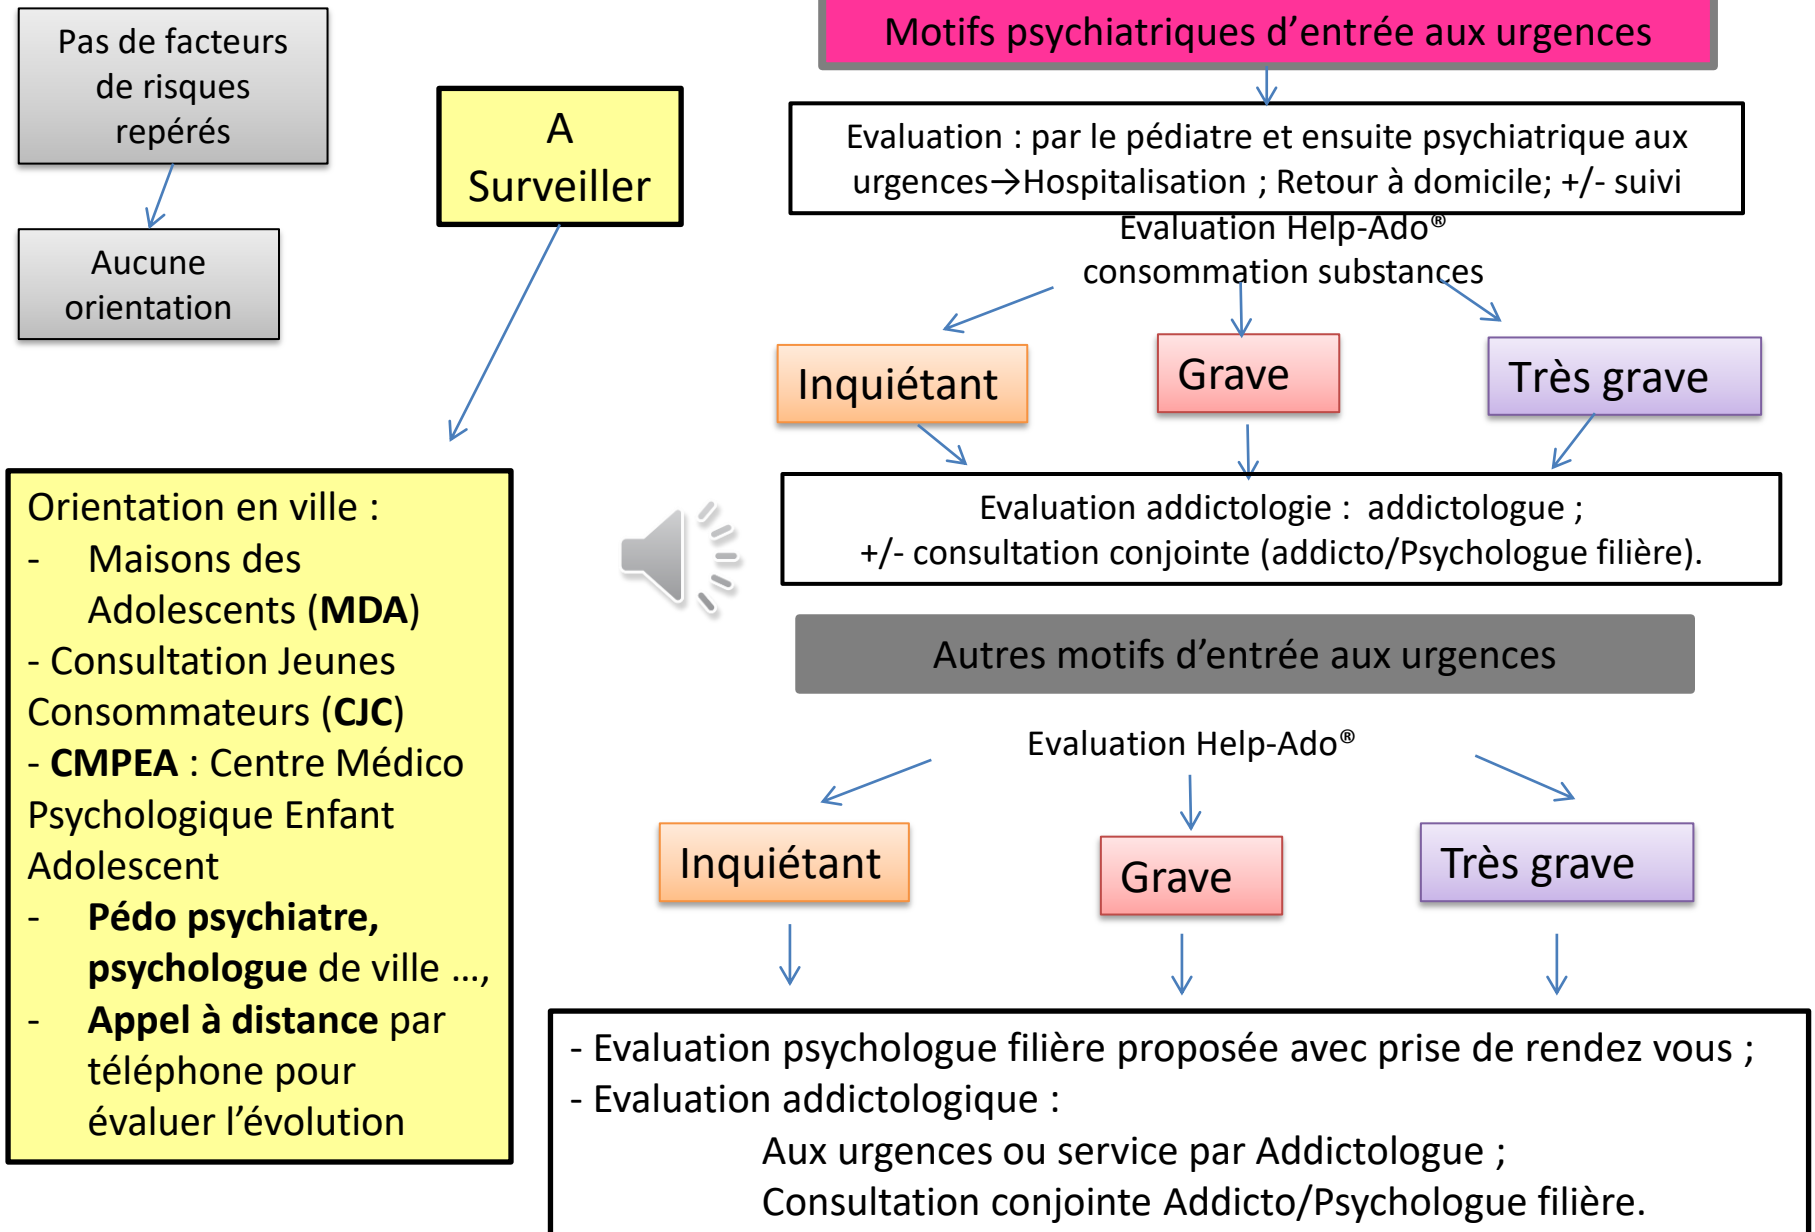 Pas de facteurs
de risques
repérés
Aucune
orientation
A
Surveiller
Orientation en ville :
- Maisons des
Adolescents (MDA)
- Consultation Jeunes
Consommateurs (CJC)
- CMPEA : Centre Médico
Psychologique Enfant
Adolescent
- Pédo psychiatre,
psychologue de ville …,
- Appel à distance par
téléphone pour
évaluer l’évolution
Motifs psychiatriques d’entrée aux urgences
Evaluation : par le pédiatre et ensuite psychiatrique aux
urgences→Hospitalisation ; Retour à domicile; +/- suivi
Evaluation Help-Ado®
consommation substances
Inquiétant
Grave
Très grave
Evaluation addictologie : addictologue ;
+/- consultation conjointe (addicto/Psychologue filière).
Autres motifs d’entrée aux urgences
Evaluation Help-Ado®
Inquiétant
Grave
Très grave
- Evaluation psychologue filière proposée avec prise de rendez vous ;
- Evaluation addictologique :
Aux urgences ou service par Addictologue ;
Consultation conjointe Addicto/Psychologue filière.